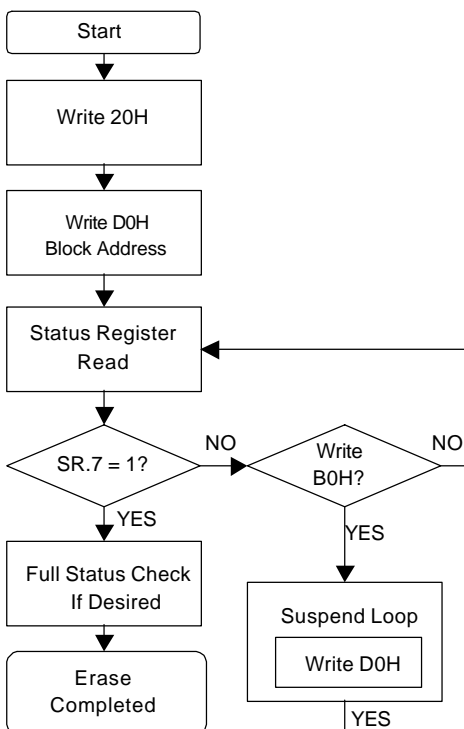 Start
Write 20H
Write D0H
Block Address
Status Register
Read
SR.7 = 1?
NO
Write
B0H?
NO
YES
YES
Full Status Check
If Desired
Suspend Loop
Write D0H
Erase
Completed
YES